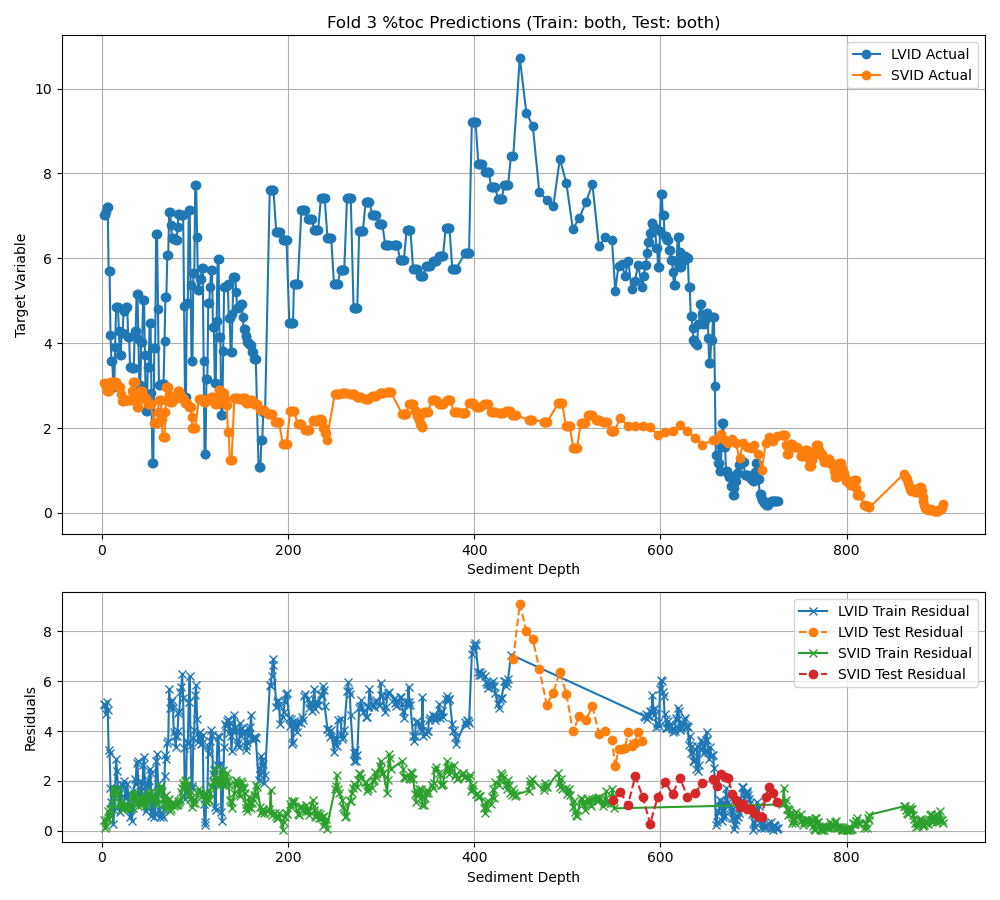 Fold 3 %toc Predictions (Train: both, Test: both)
LVID Actual
SVID Actual
Target Variable
10
8
6
4
2
0
0 200 400 600 800
Sediment Depth
LVID Train Residual
LVID Test Residual
SVID Train Residual
SVID Test Residual
Residuals
8
6
4
2
0
0 200 400 600 800
Sediment Depth